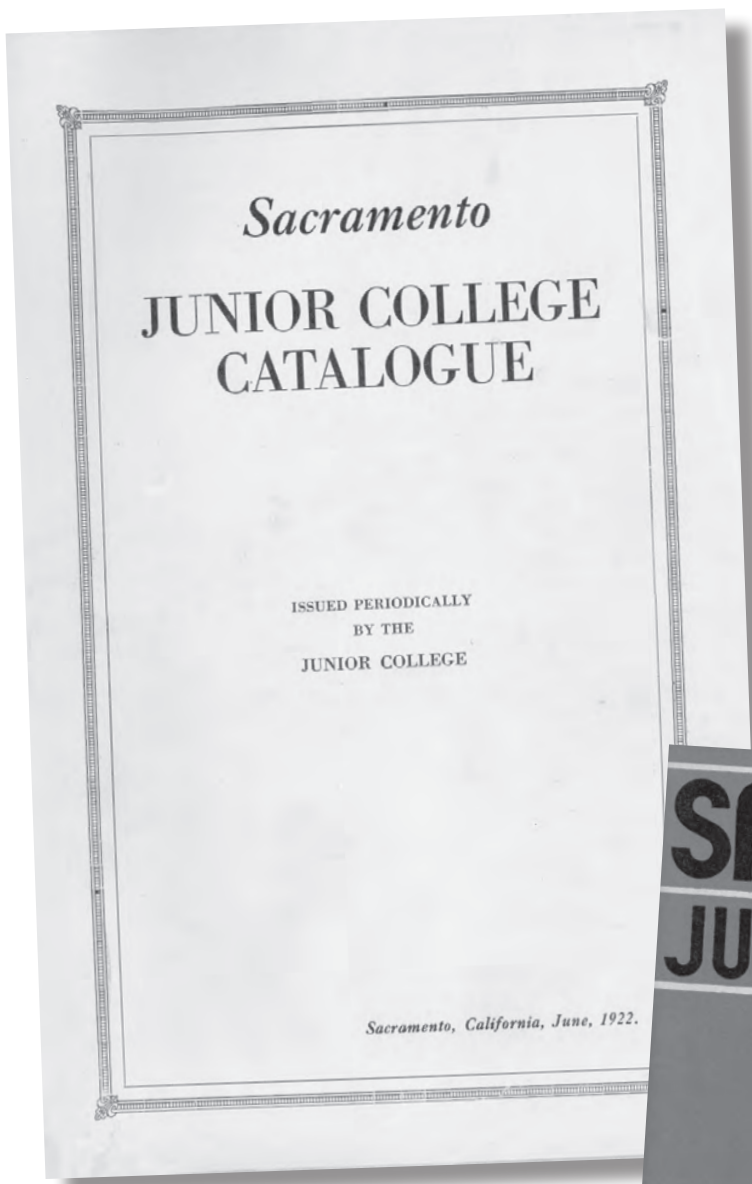 Sacramento
JUNIOR COLLEGE
CATALOGUE
ISSUED PERIODICALLY
BY THE
JUNIOR COLLEGE
Sacramento, California, June, 1922.